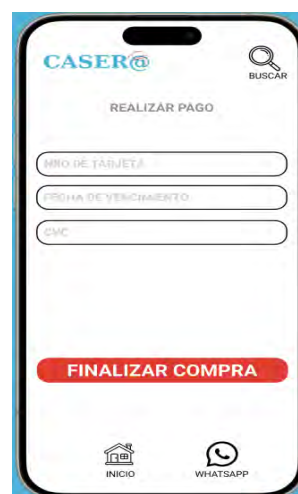 CASER@
BUSCAR
REALIZAR PAGO
NRO DE TARJETA
FECHA DE VENCIMIENTO
CVC
FINALIZAR COMPRA
INICIO
WHATSAPP